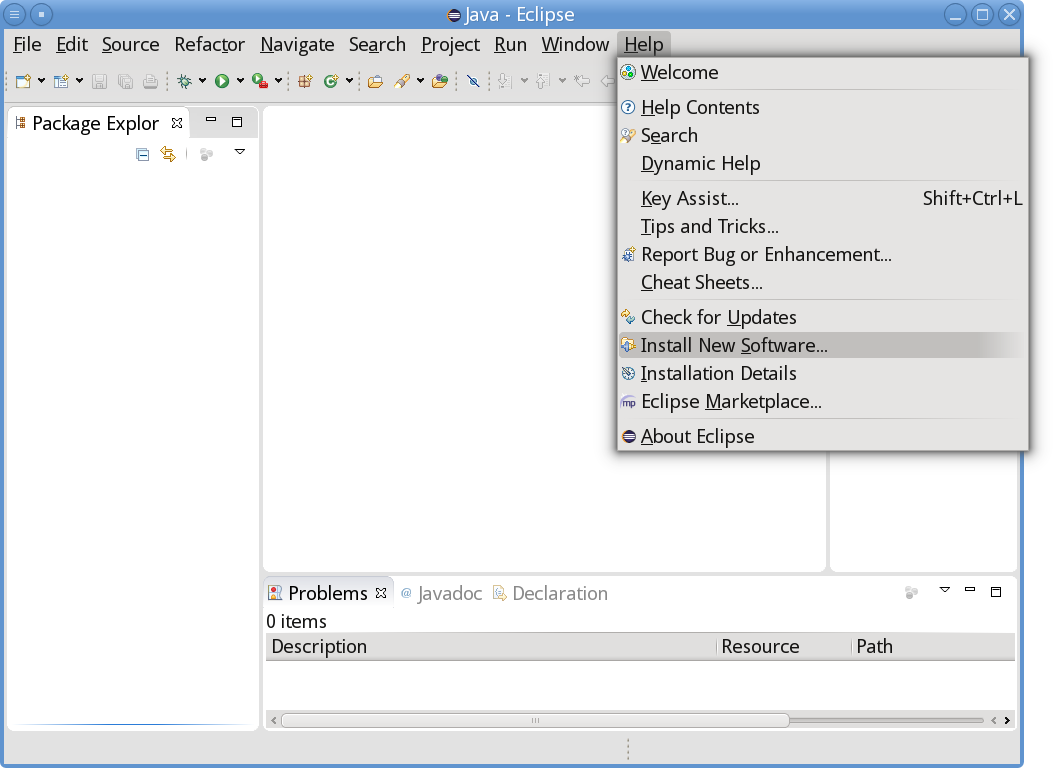 Java - Eclipse
File Edit Source Refactor Navigate Search Project Run Window Help
Package Explor
Welcome
Help Contents
Search
Dynamic Help
Key Assist... Shift+Ctrl+L
Tips and Tricks...
Report Bug or Enhancement...
Cheat Sheets...
Check for Updates
Install New Software...
Installation Details
mp Eclipse Marketplace...
About Eclipse
Problems @ Javadoc Declaration
0 items
Description Resource Path